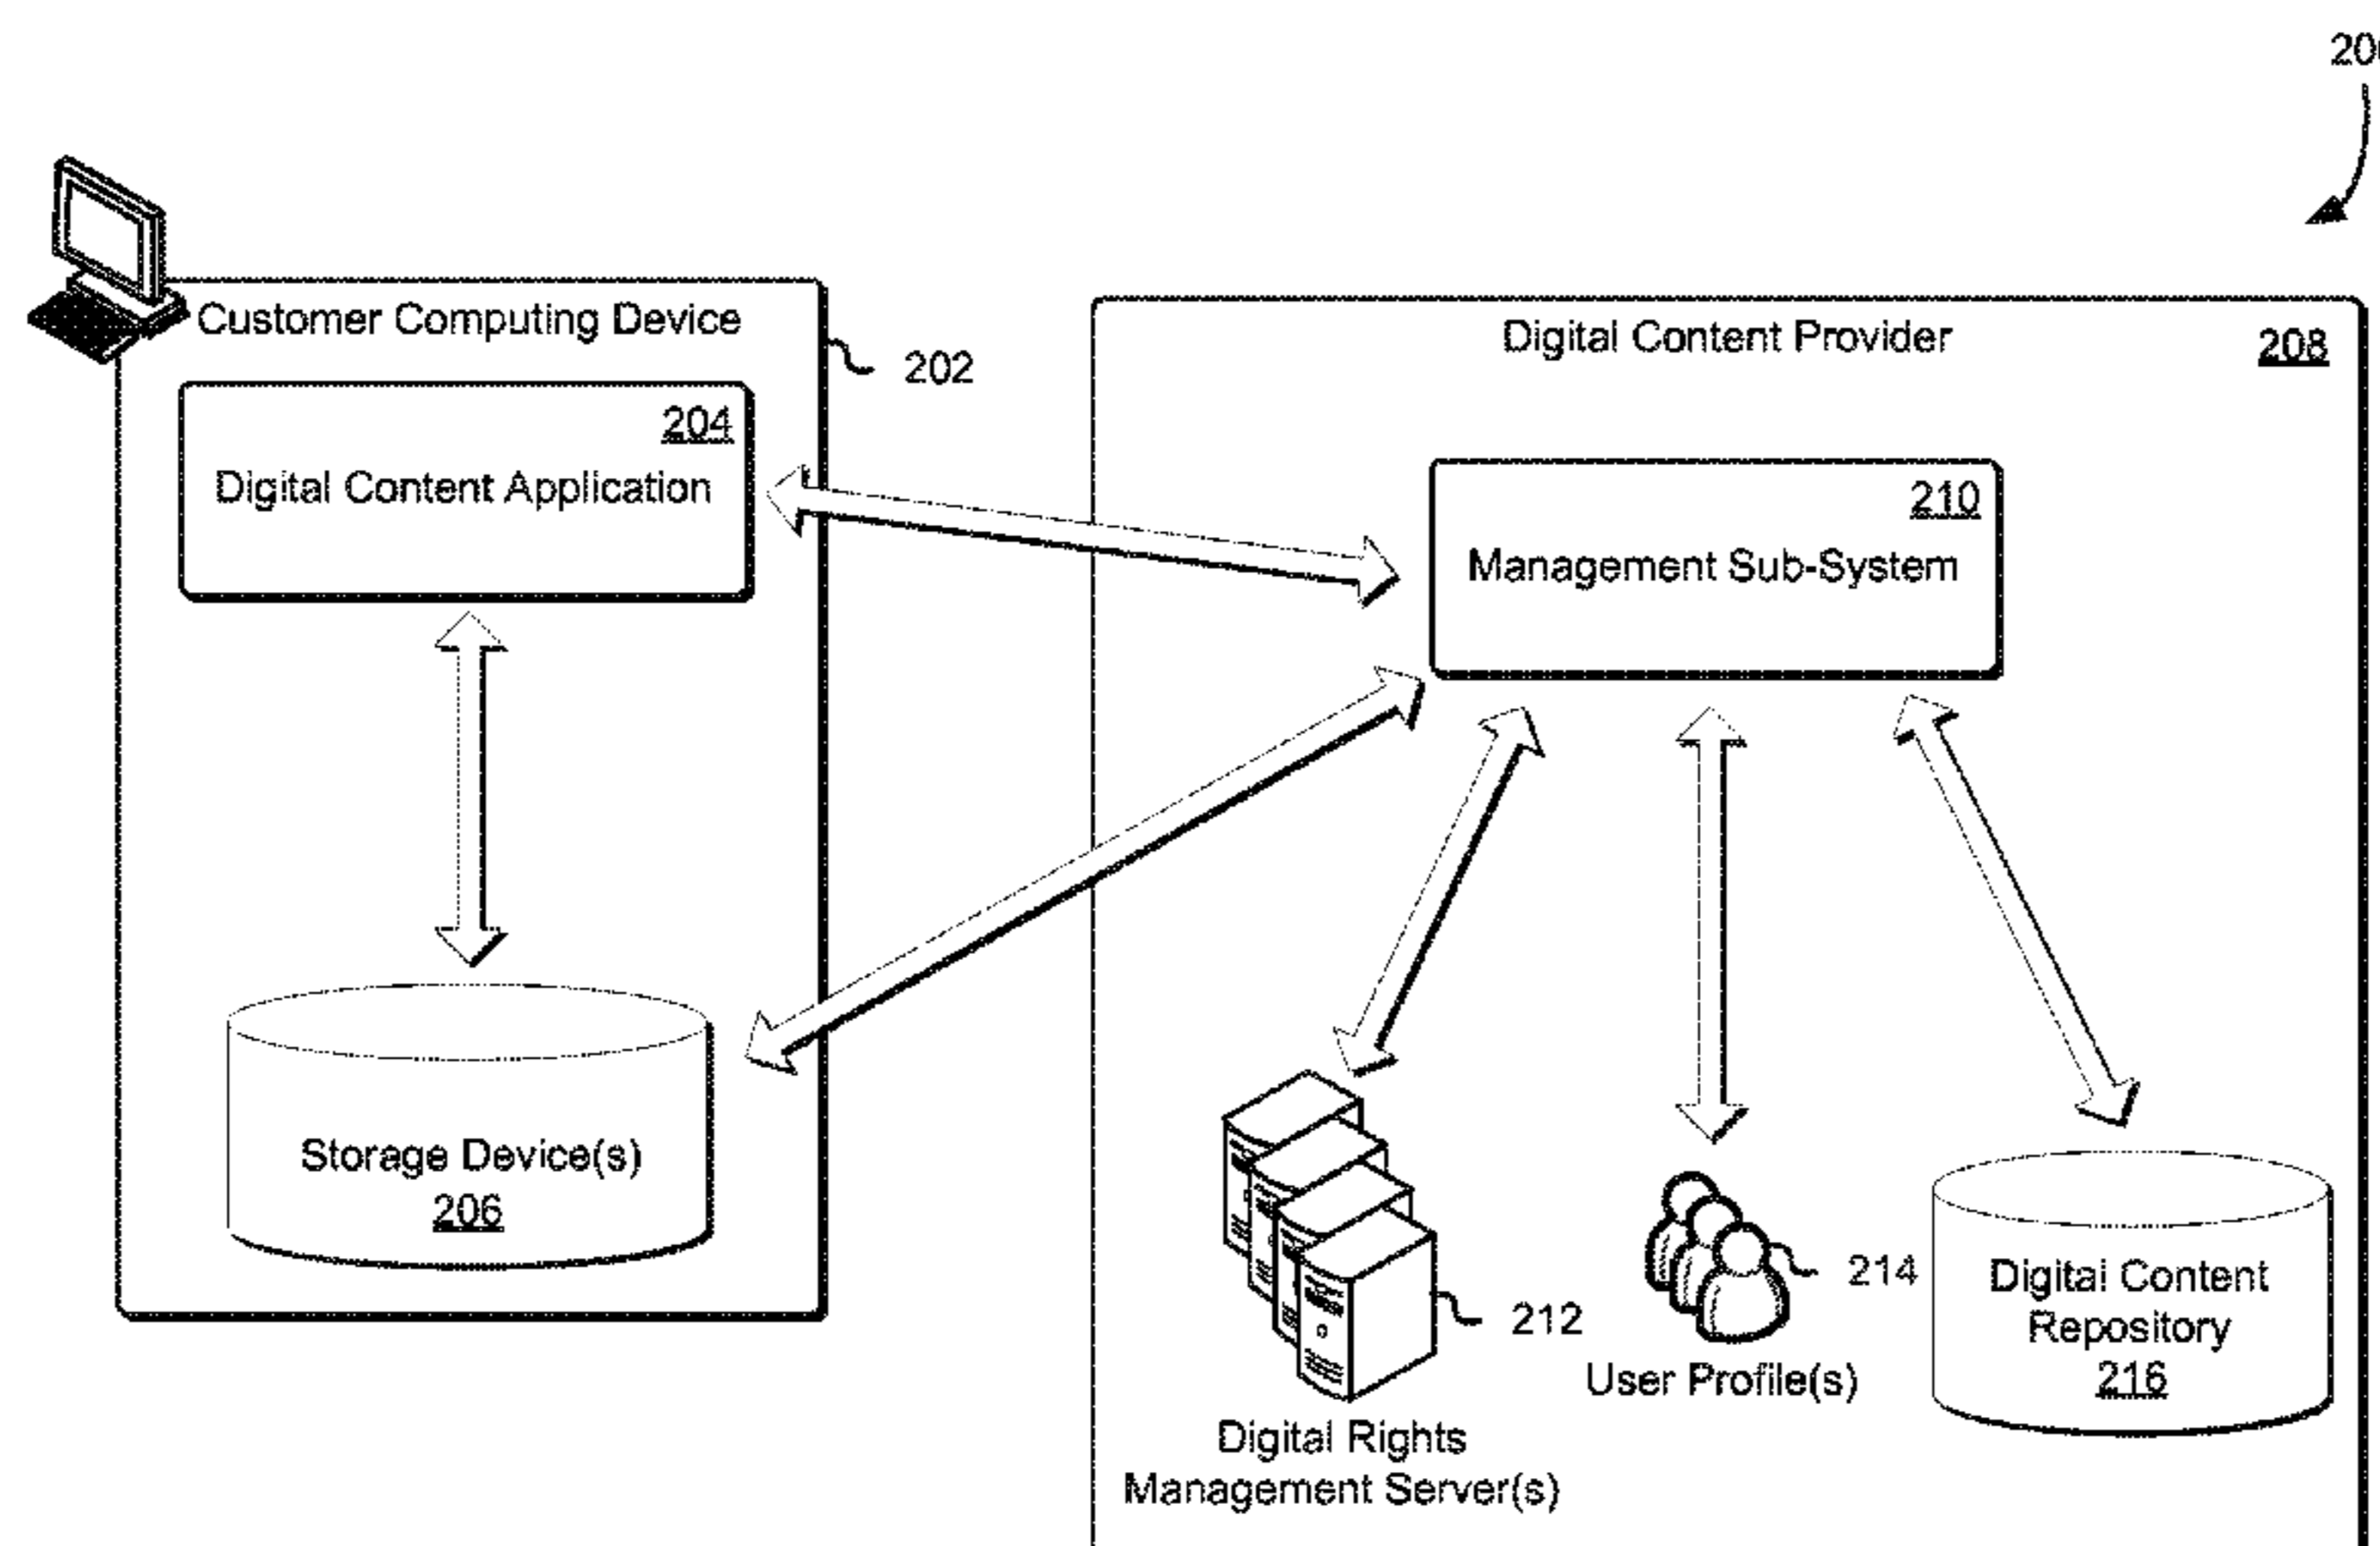 Customer Computing Device
202
204
Digital Content Application
Storage Device(s)
206
Digital Content Provider
208
210
Management Sub-System
212
Digital Rights
Management Server(s)
214
User Profile(s)
Digital Content
Repository
216